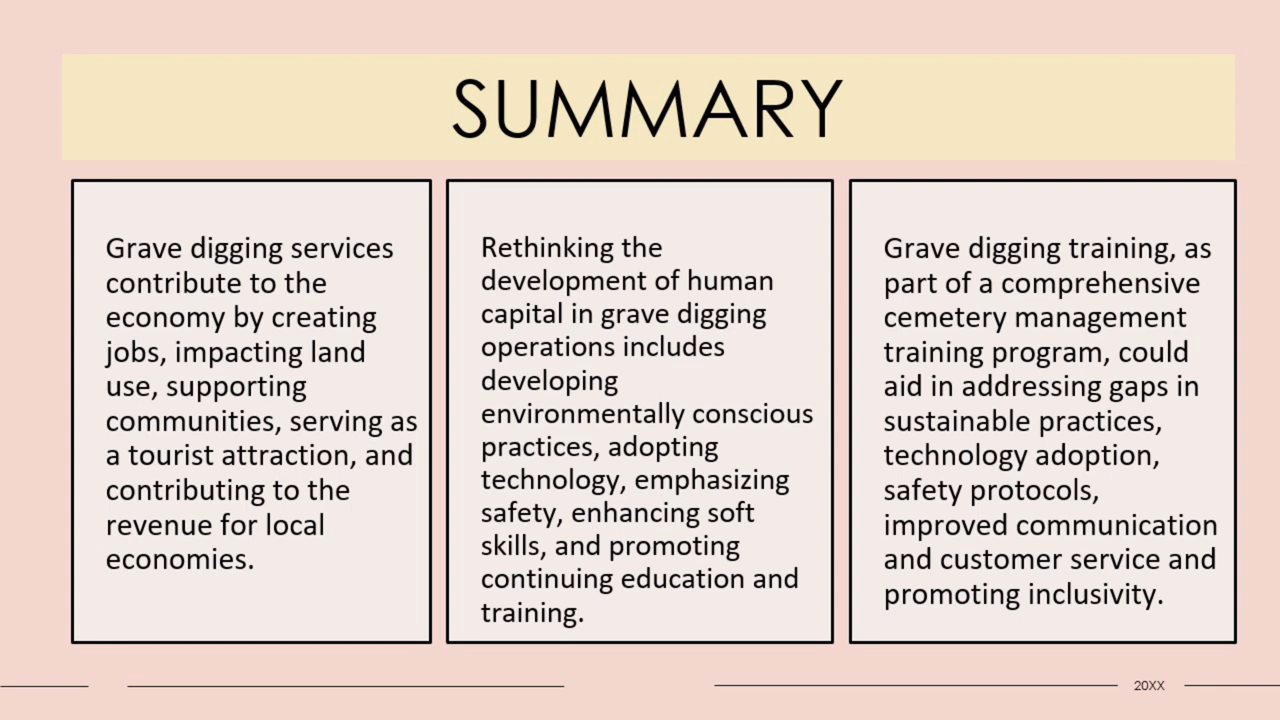 SUMMARY
Grave digging services
contribute to the
economy by creating
jobs, impacting land
use, supporting
communities, serving as
a tourist attraction, and
contributing to the
revenue for local
economies.
Rethinking the
development of human
capital in grave digging
operations includes
developing
environmentally conscious
practices, adopting
technology, emphasizing
safety, enhancing soft
skills, and promoting
continuing education and
training.
Grave digging training, as
part of a comprehensive
cemetery management
training program, could
aid in addressing gaps in
sustainable practices,
technology adoption,
safety protocols,
improved communication
and customer service and
promoting inclusivity.
20XX